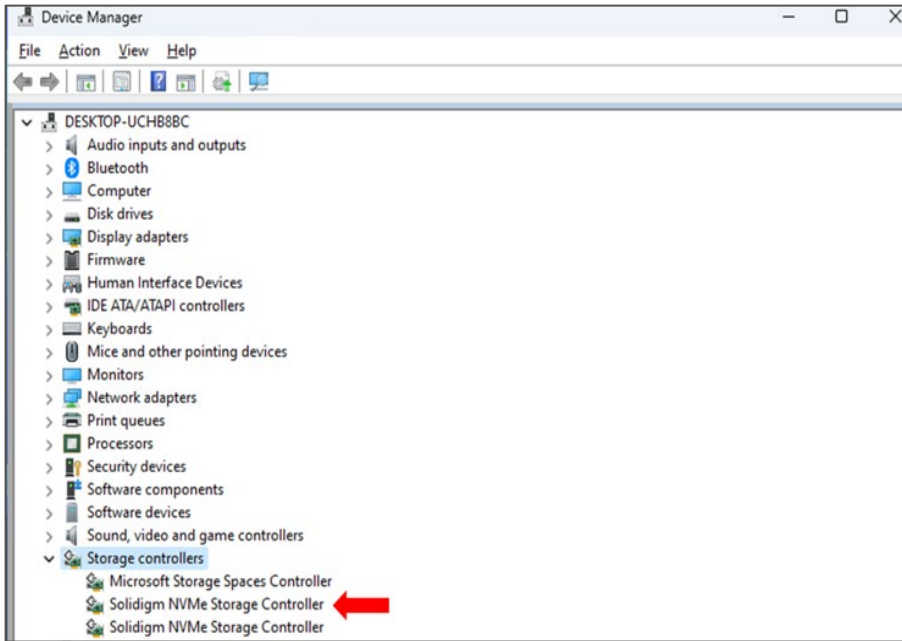 Device Manager
File Action View Help
DESKTOP-UCHB8BC
Audio inputs and outputs
Bluetooth
Computer
Disk drives
Display adapters
Firmware
Human Interface Devices
IDE ATA/ATAPI controllers
Keyboards
Mice and other pointing devices
Monitors
Network adapters
Print queues
Processors
Security devices
Software components
Software devices
Sound, video and game controllers
Storage controllers
Microsoft Storage Spaces Controller
Solidigm NVMe Storage Controller
Solidigm NVMe Storage Controller